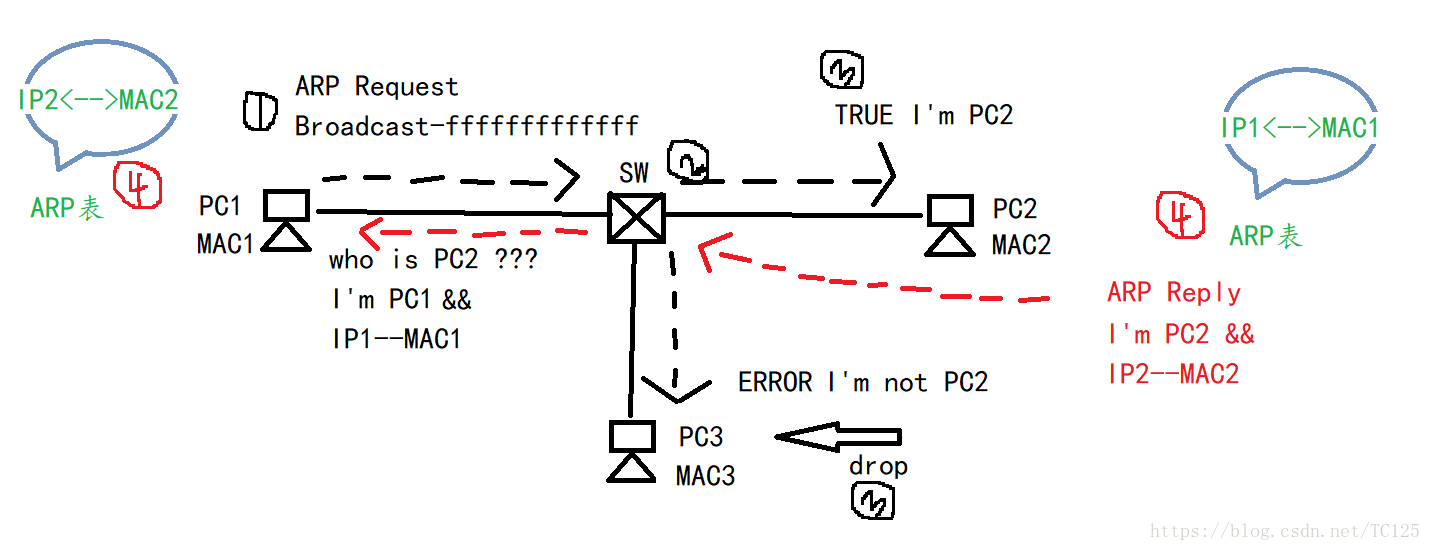 IP2<-->MAC2
ARP表
④
①
ARP Request
Broadcast-fffffffffffff
PC1
MAC1
who is PC2 ???
I'm PC1 &&
IP1--MAC1
SW
②
③
TRUE I'm PC2
PC2
MAC2
IP1<-->MAC1
④
ARP表
ARP Reply
I'm PC2 &&
IP2--MAC2
ERROR I'm not PC2
PC3
MAC3
drop
③
https://blog.csdn.net/TC125